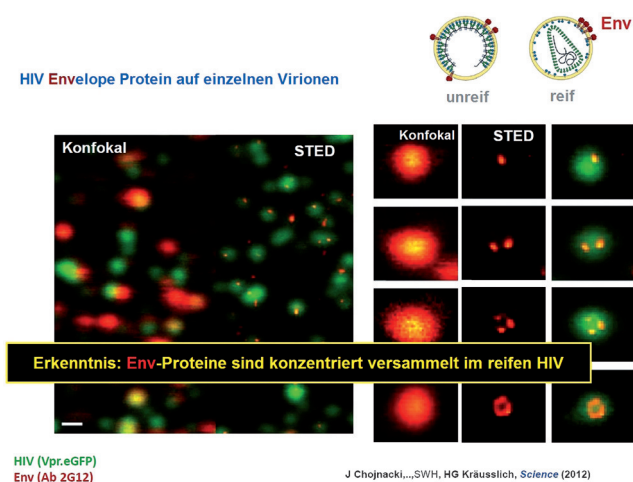 Env
HIV Envelope Protein auf einzelnen Virionen
unreif
reif
Konfokal
STED
Konfokal
STED
Erkenntnis: Env-Proteine sind konzentriert versammelt im reifen HIV
HIV (Vpr.eGFP)
Env (Ab 2G12)
J Chojnacki,..,SWH, HG Kräusslich, Science (2012)